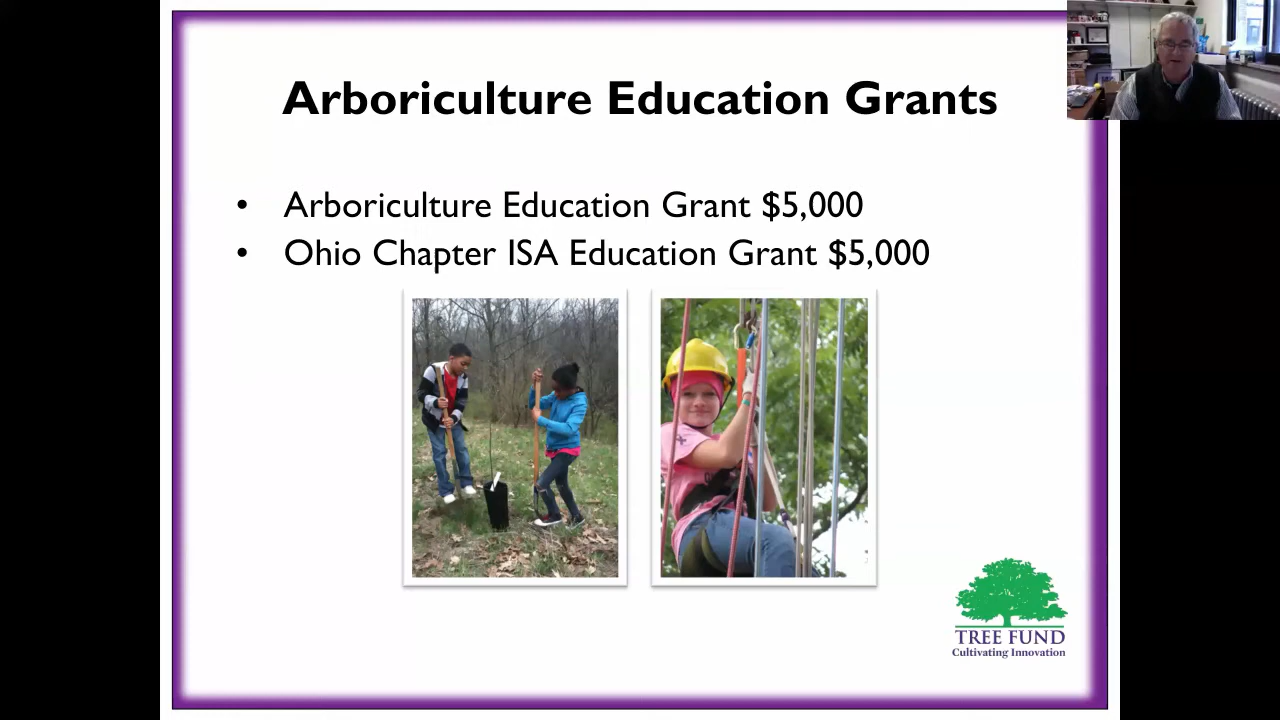 Arboriculture Education Grants
• Arboriculture Education Grant $5,000
• Ohio Chapter ISA Education Grant $5,000
TREE FUND
Cultivating Innovation